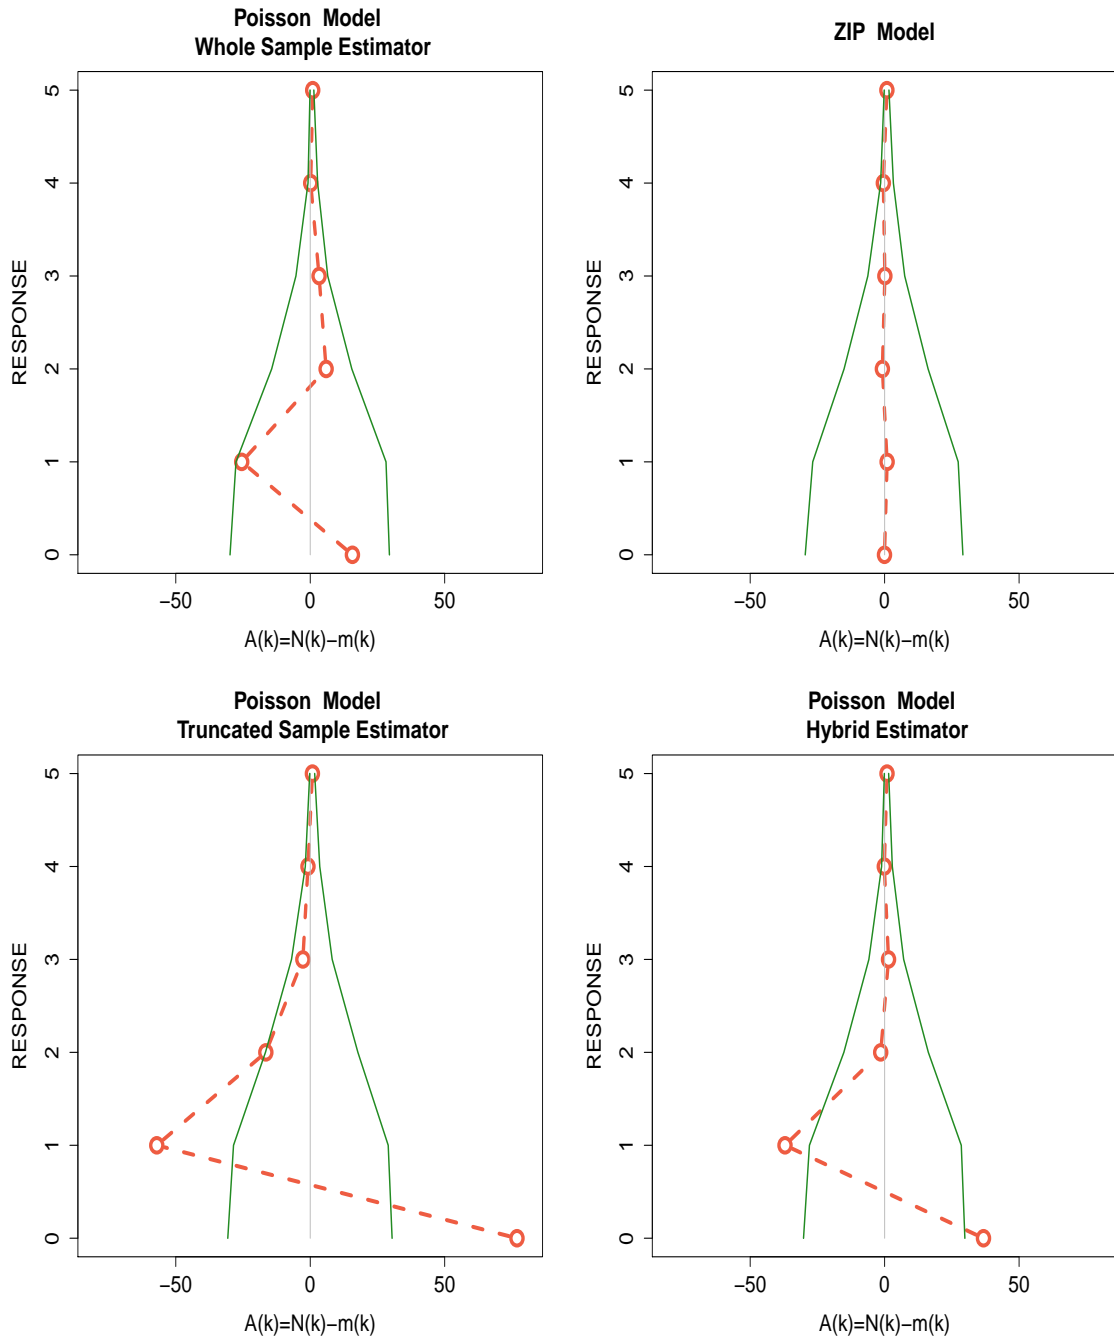 Poisson Model
Whole Sample Estimator
RESPONSE
5
4
3
2
1
0
−50 0 50
A(k)=N(k)−m(k)
ZIP Model
RESPONSE
5
4
3
2
1
0
−50 0 50
A(k)=N(k)−m(k)
Poisson Model
Truncated Sample Estimator
RESPONSE
5
4
3
2
1
0
−50 0 50
A(k)=N(k)−m(k)
Poisson Model
Hybrid Estimator
RESPONSE
5
4
3
2
1
0
−50 0 50
A(k)=N(k)−m(k)